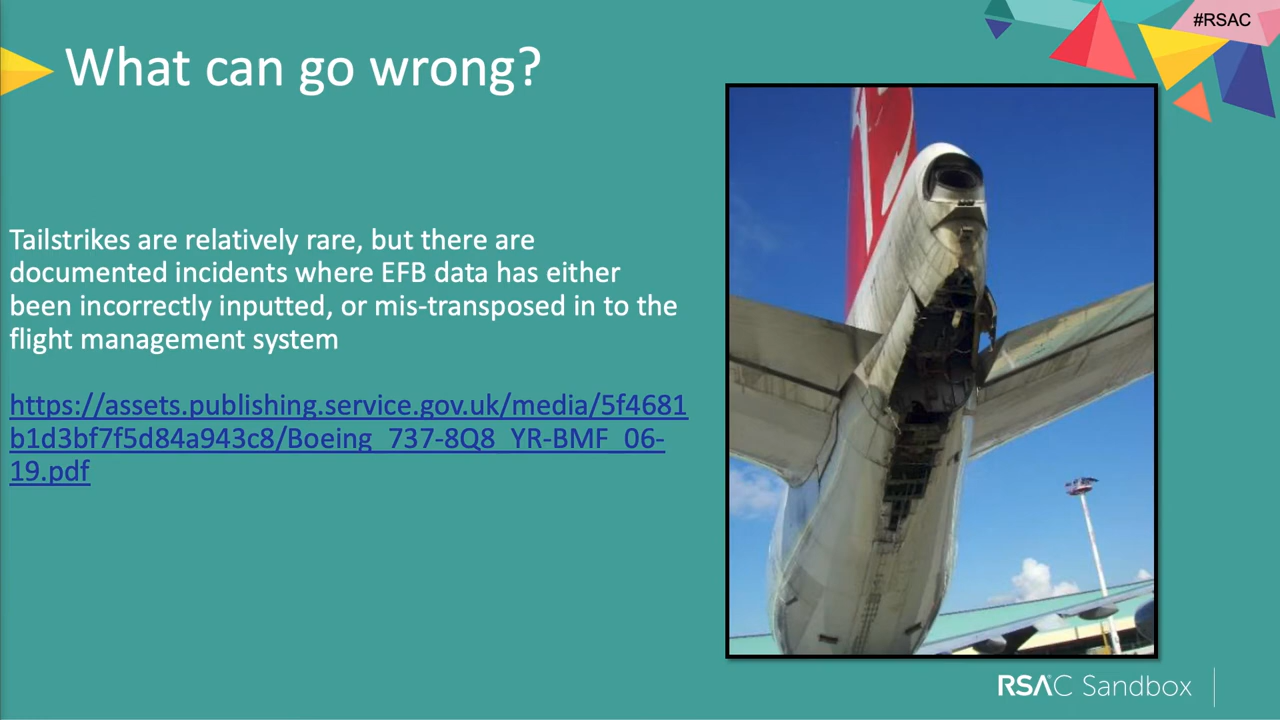 #RSAC
What can go wrong?
Tailstrikes are relatively rare, but there are
documented incidents where EFB data has either
been incorrectly inputted, or mis-transposed in to the
flight management system
https://assets.publishing.service.gov.uk/media/5f4681
b1d3bf7f5d84a943c8/Boeing_737-8Q8_YR-BMF_06-
19.pdf
RSAC Sandbox